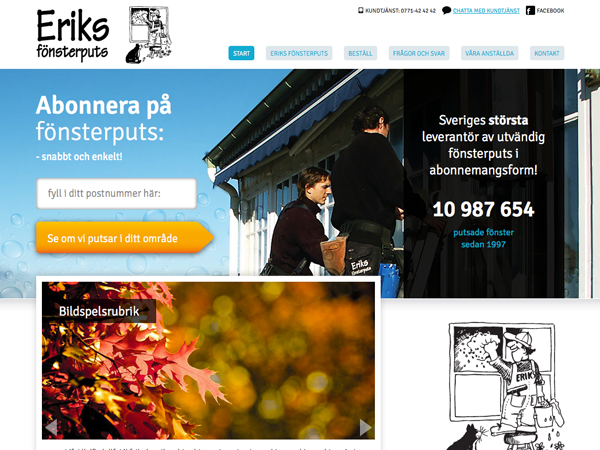 Eriks
fönsterputs
KUNDTJÄNST: 0771-42 42 42
CHATTA MED KUNDTJÄNST
FACEBOOK
START
ERIKS FÖNSTERPUTS
BESTÄLL
FRÅGOR OCH SVAR
VÅRA ANSTÄLLDA
KONTAKT
Abonnera på
fönsterputs:
- snabbt och enkelt!
fyll i ditt postnummer här:
Se om vi putsar i ditt område
Sveriges största
leverantör av utvändig
fönsterputs i
abonnemangsform!
10 987 654
putsade fönster
sedan 1997
Eriks
fönsterputs
Bildspelsrubrik
ERIKS